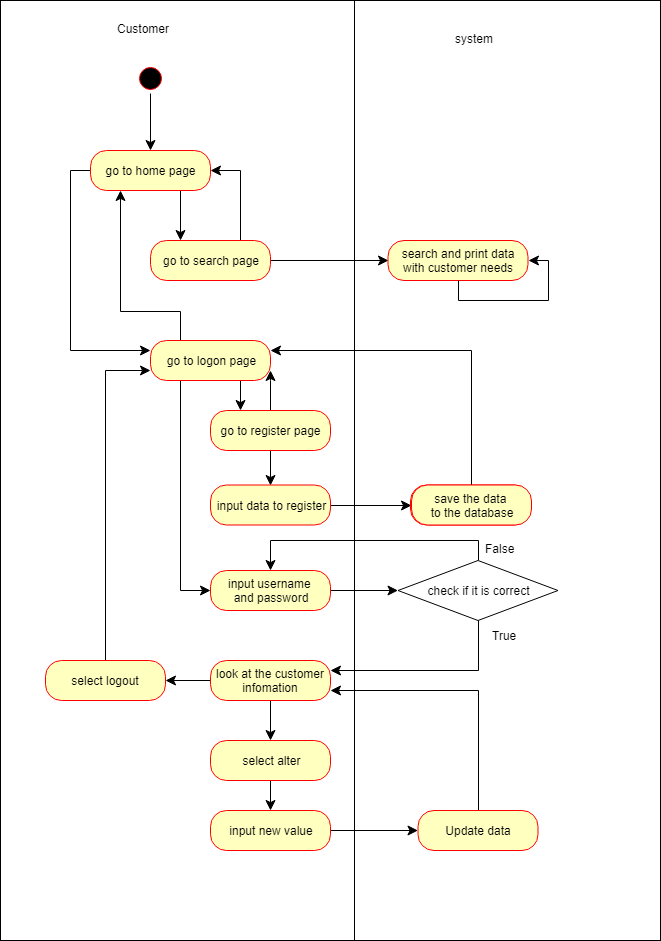 Customer
system
go to home page
go to search page
search and print data
with customer needs
go to logon page
go to register page
input data to register
save the data
to the database
False
input username
and password
check if it is correct
True
look at the customer
infomation
select logout
select alter
input new value
Update data